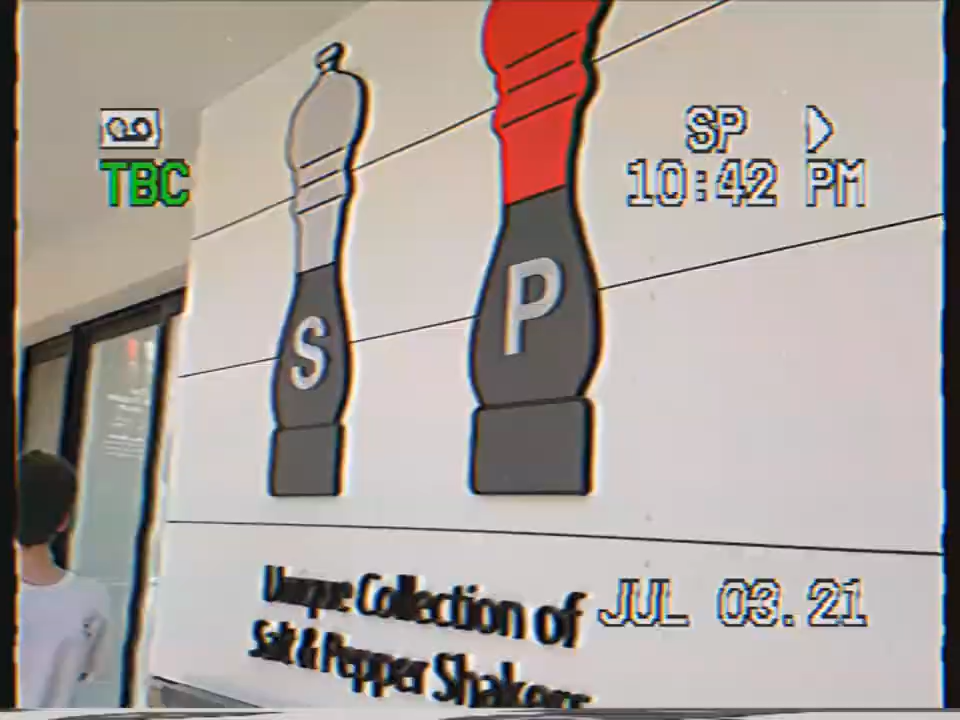 SP
TBC
10:42 PM
S
P
Unique Collection of
Salt & Pepper Shakers
JUL 03.21